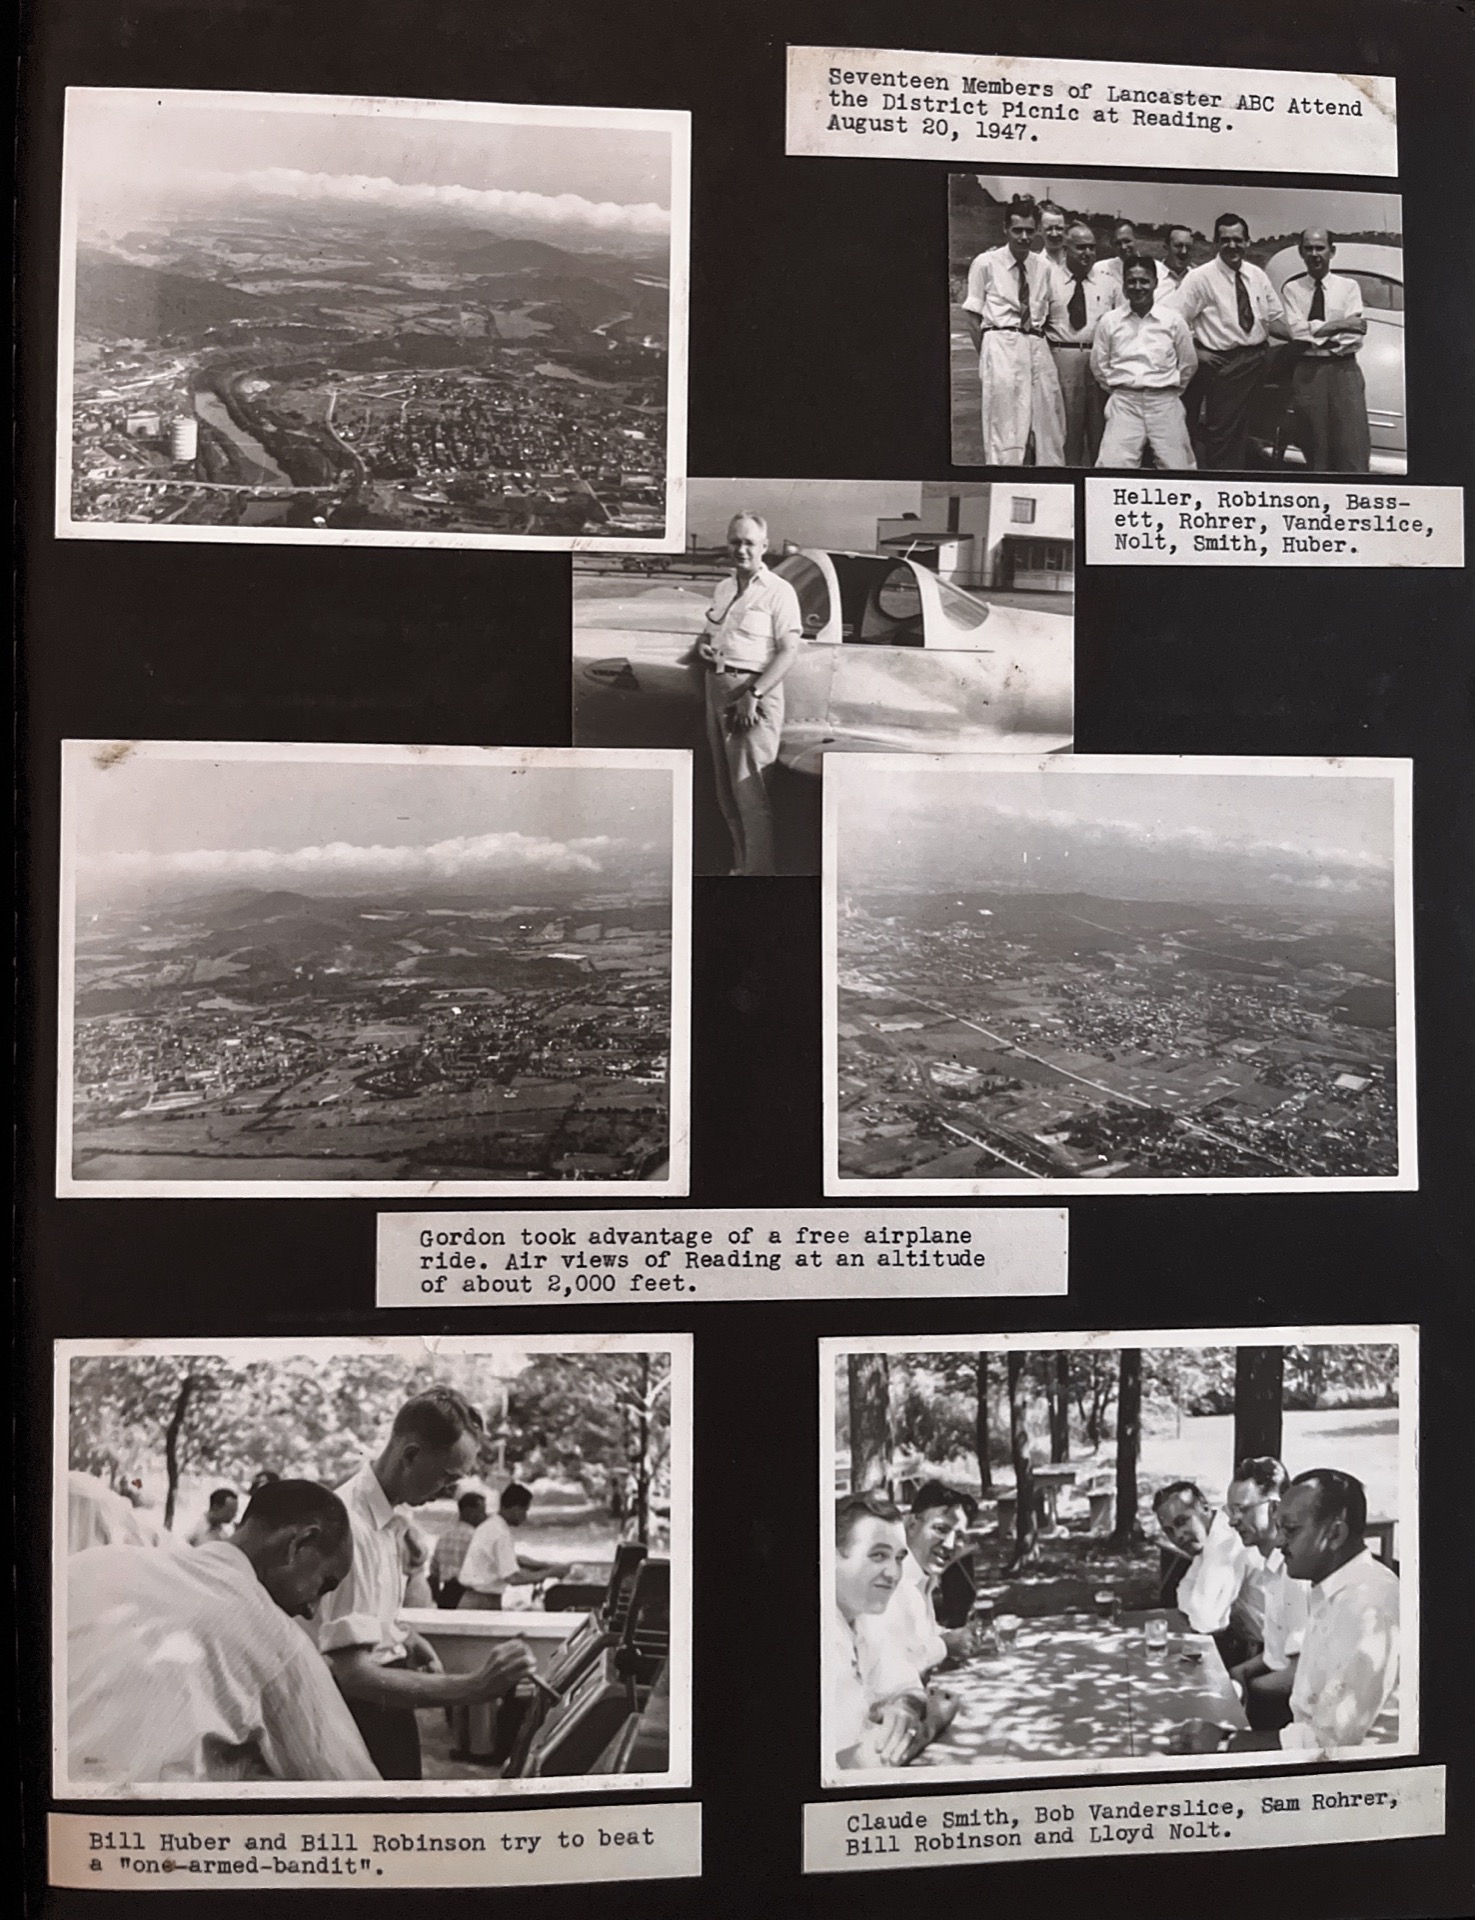 Seventeen Members of Lancaster ABC Attend
the District Picnic at Reading.
August 20, 1947.
Heller, Robinson, Bass-
ett, Rohrer, Vanderslice,
Nolt, Smith, Huber.
Gordon took advantage of a free airplane
ride. Air views of Reading at an altitude
of about 2,000 feet.
Bill Huber and Bill Robinson try to beat
a "one-armed-bandit".
Claude Smith, Bob Vanderslice, Sam Rohrer,
Bill Robinson and Lloyd Nolt.